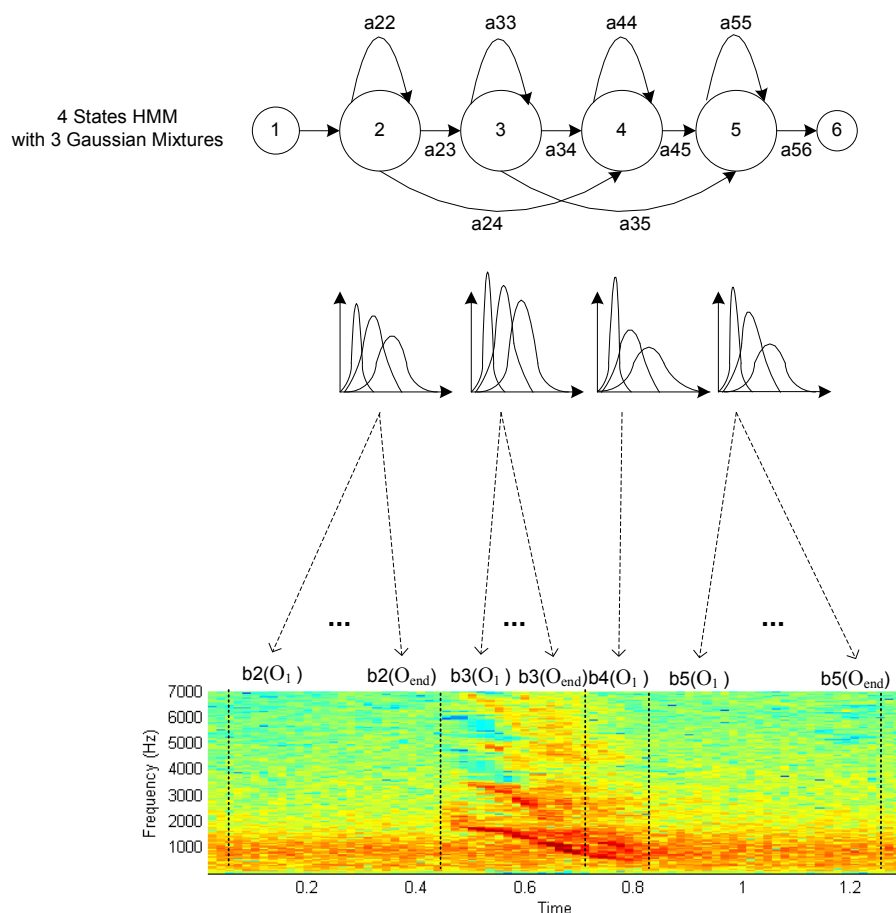 a22 a33 a44 a55
4 States HMM
with 3 Gaussian Mixtures
1 2 3 4 5 6
a23 a34 a45 a56
a24 a35
... ... ...
b2(O1) b2(Oend) b3(O1) b3(Oend) b4(O1) b5(O1) b5(Oend)
7000
6000
5000
4000
3000
2000
1000
Frequency (Hz)
0.2 0.4 0.6 0.8 1 1.2
Time